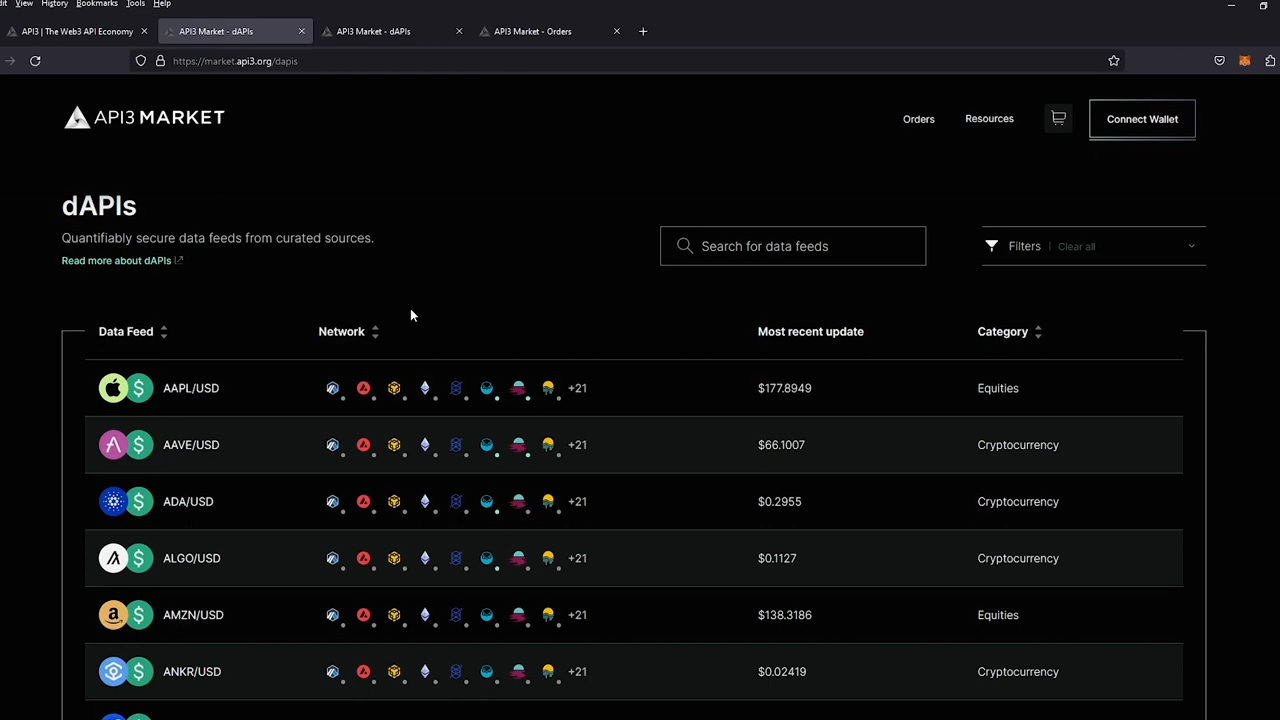 View History Bookmarks Tools Help
API3 | The Web3 API Economy API3 Market - dAPIs API3 Market - dAPIs API3 Market - Orders
https://market.api3.org/dapis
API3 MARKET Orders Resources Connect Wallet
dAPIs
Quantifiably secure data feeds from curated sources.
Search for data feeds Filters Clear all
Read more about dAPIs
Data Feed Network Most recent update Category
AAPL/USD +21 $177.8949 Equities
AAVE/USD +21 $66.1007 Cryptocurrency
ADA/USD +21 $0.2955 Cryptocurrency
ALGO/USD +21 $0.1127 Cryptocurrency
AMZN/USD +21 $138.3186 Equities
ANKR/USD +21 $0.02419 Cryptocurrency